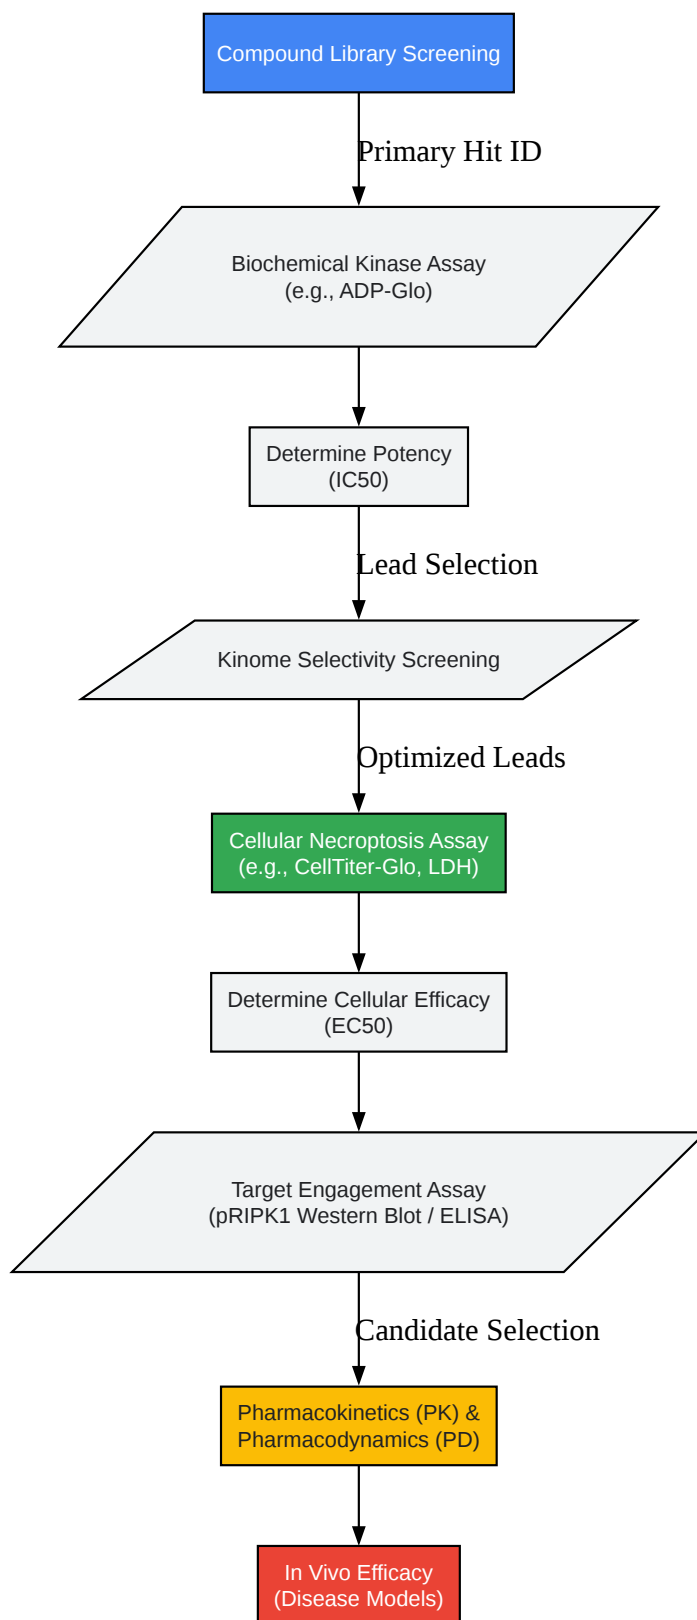 Compound Library Screening
Primary Hit ID
Biochemical Kinase Assay
(e.g., ADP-Glo)
Determine Potency
(IC50)
Lead Selection
Kinome Selectivity Screening
Optimized Leads
Cellular Necroptosis Assay
(e.g., CellTiter-Glo, LDH)
Determine Cellular Efficacy
(EC50)
Target Engagement Assay
(pRIPK1 Western Blot / ELISA)
Candidate Selection
Pharmacokinetics (PK) &
Pharmacodynamics (PD)
In Vivo Efficacy
(Disease Models)